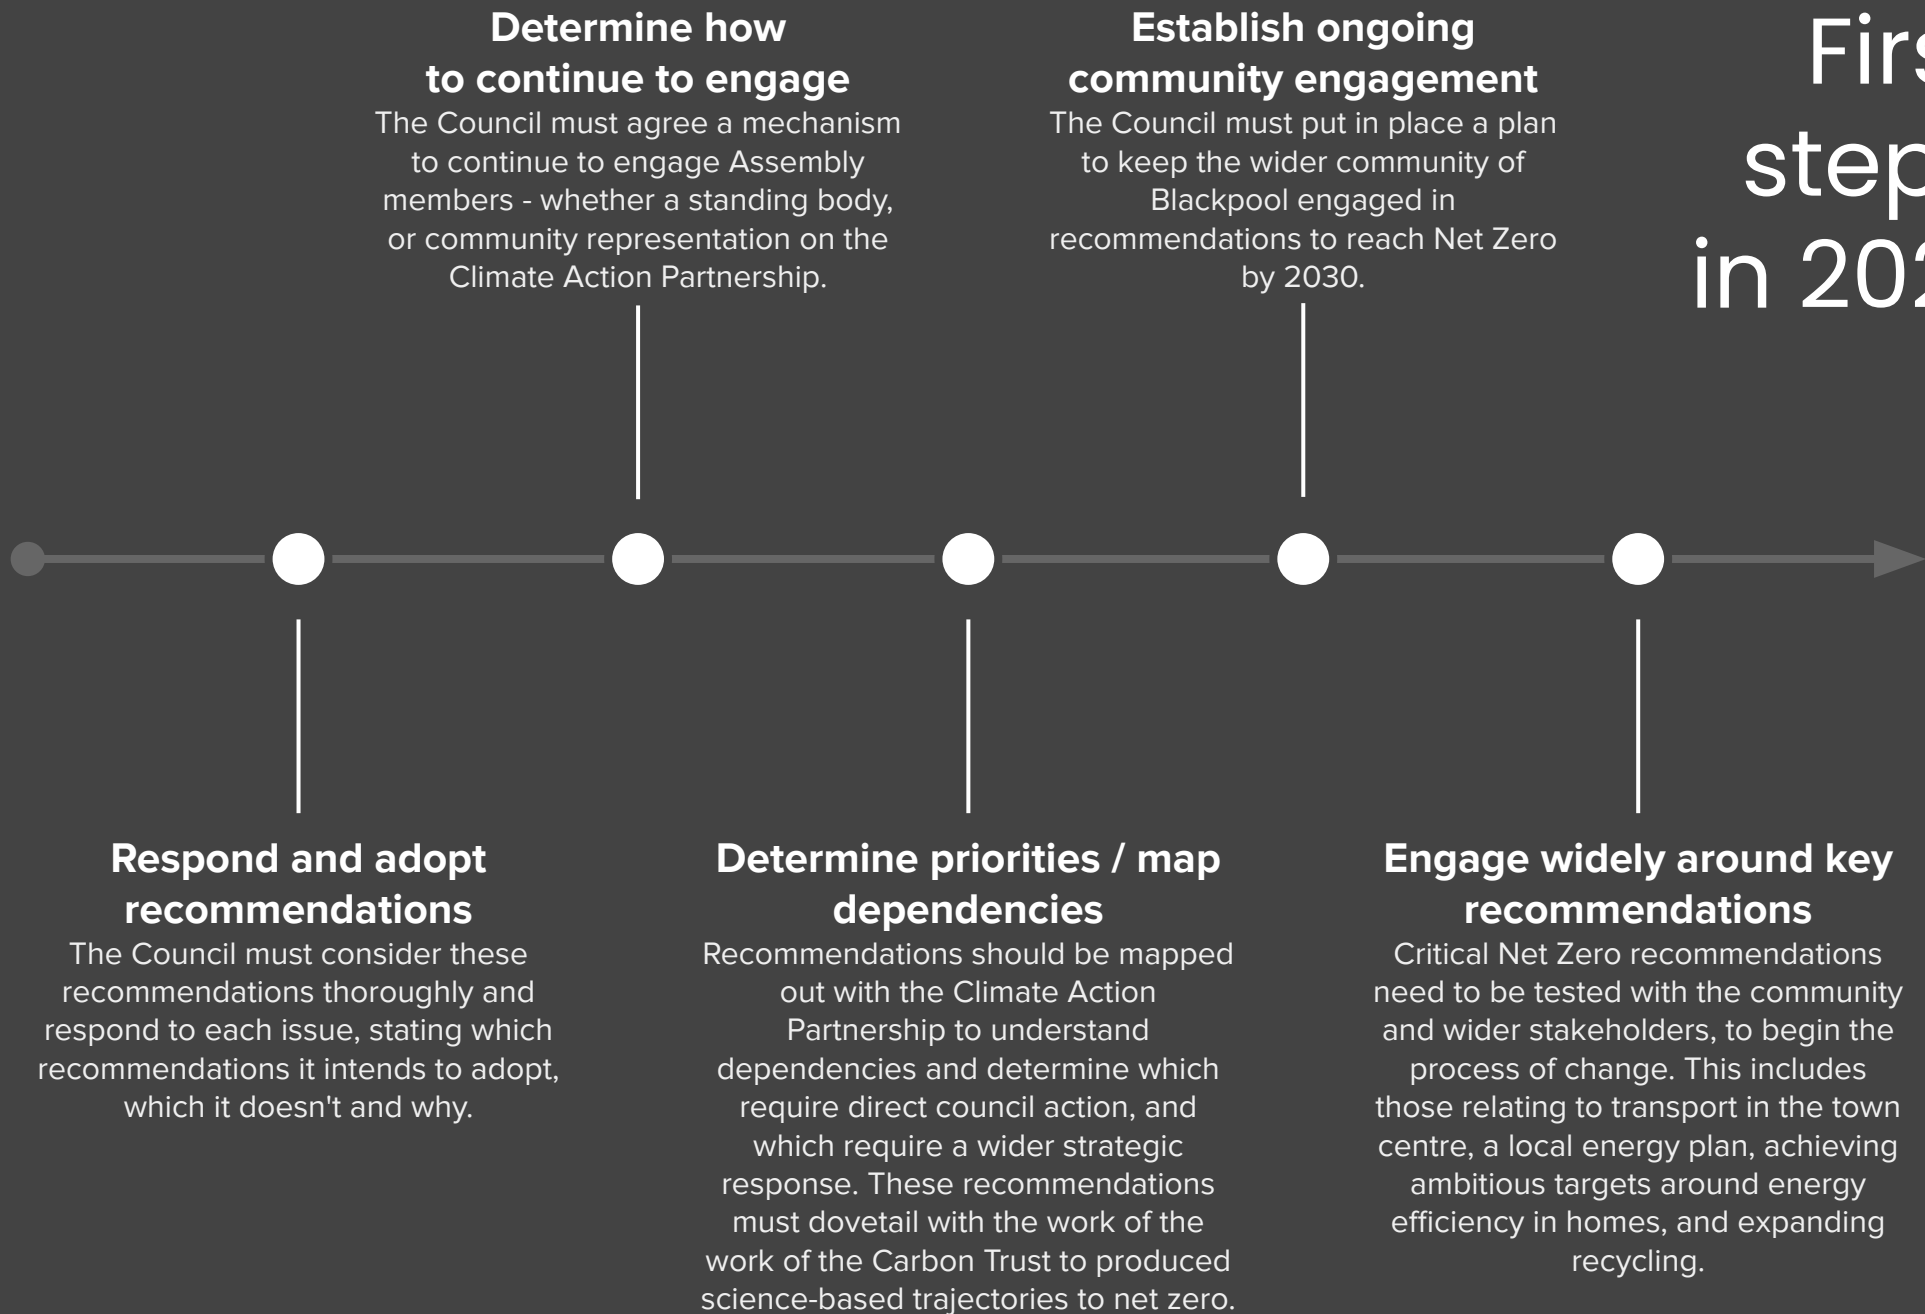 Determine how
to continue to engage
The Council must agree a mechanism
to continue to engage Assembly
members - whether a standing body,
or community representation on the
Climate Action Partnership.
Establish ongoing
community engagement
The Council must put in place a plan
to keep the wider community of
Blackpool engaged in
recommendations to reach Net Zero
by 2030.
Firs
step
in 202
Respond and adopt
recommendations
The Council must consider these
recommendations thoroughly and
respond to each issue, stating which
recommendations it intends to adopt,
which it doesn't and why.
Determine priorities / map
dependencies
Recommendations should be mapped
out with the Climate Action
Partnership to understand
dependencies and determine which
require direct council action, and
which require a wider strategic
response. These recommendations
must dovetail with the work of the
work of the Carbon Trust to produced
science-based trajectories to net zero.
Engage widely around key
recommendations
Critical Net Zero recommendations
need to be tested with the community
and wider stakeholders, to begin the
process of change. This includes
those relating to transport in the town
centre, a local energy plan, achieving
ambitious targets around energy
efficiency in homes, and expanding
recycling.